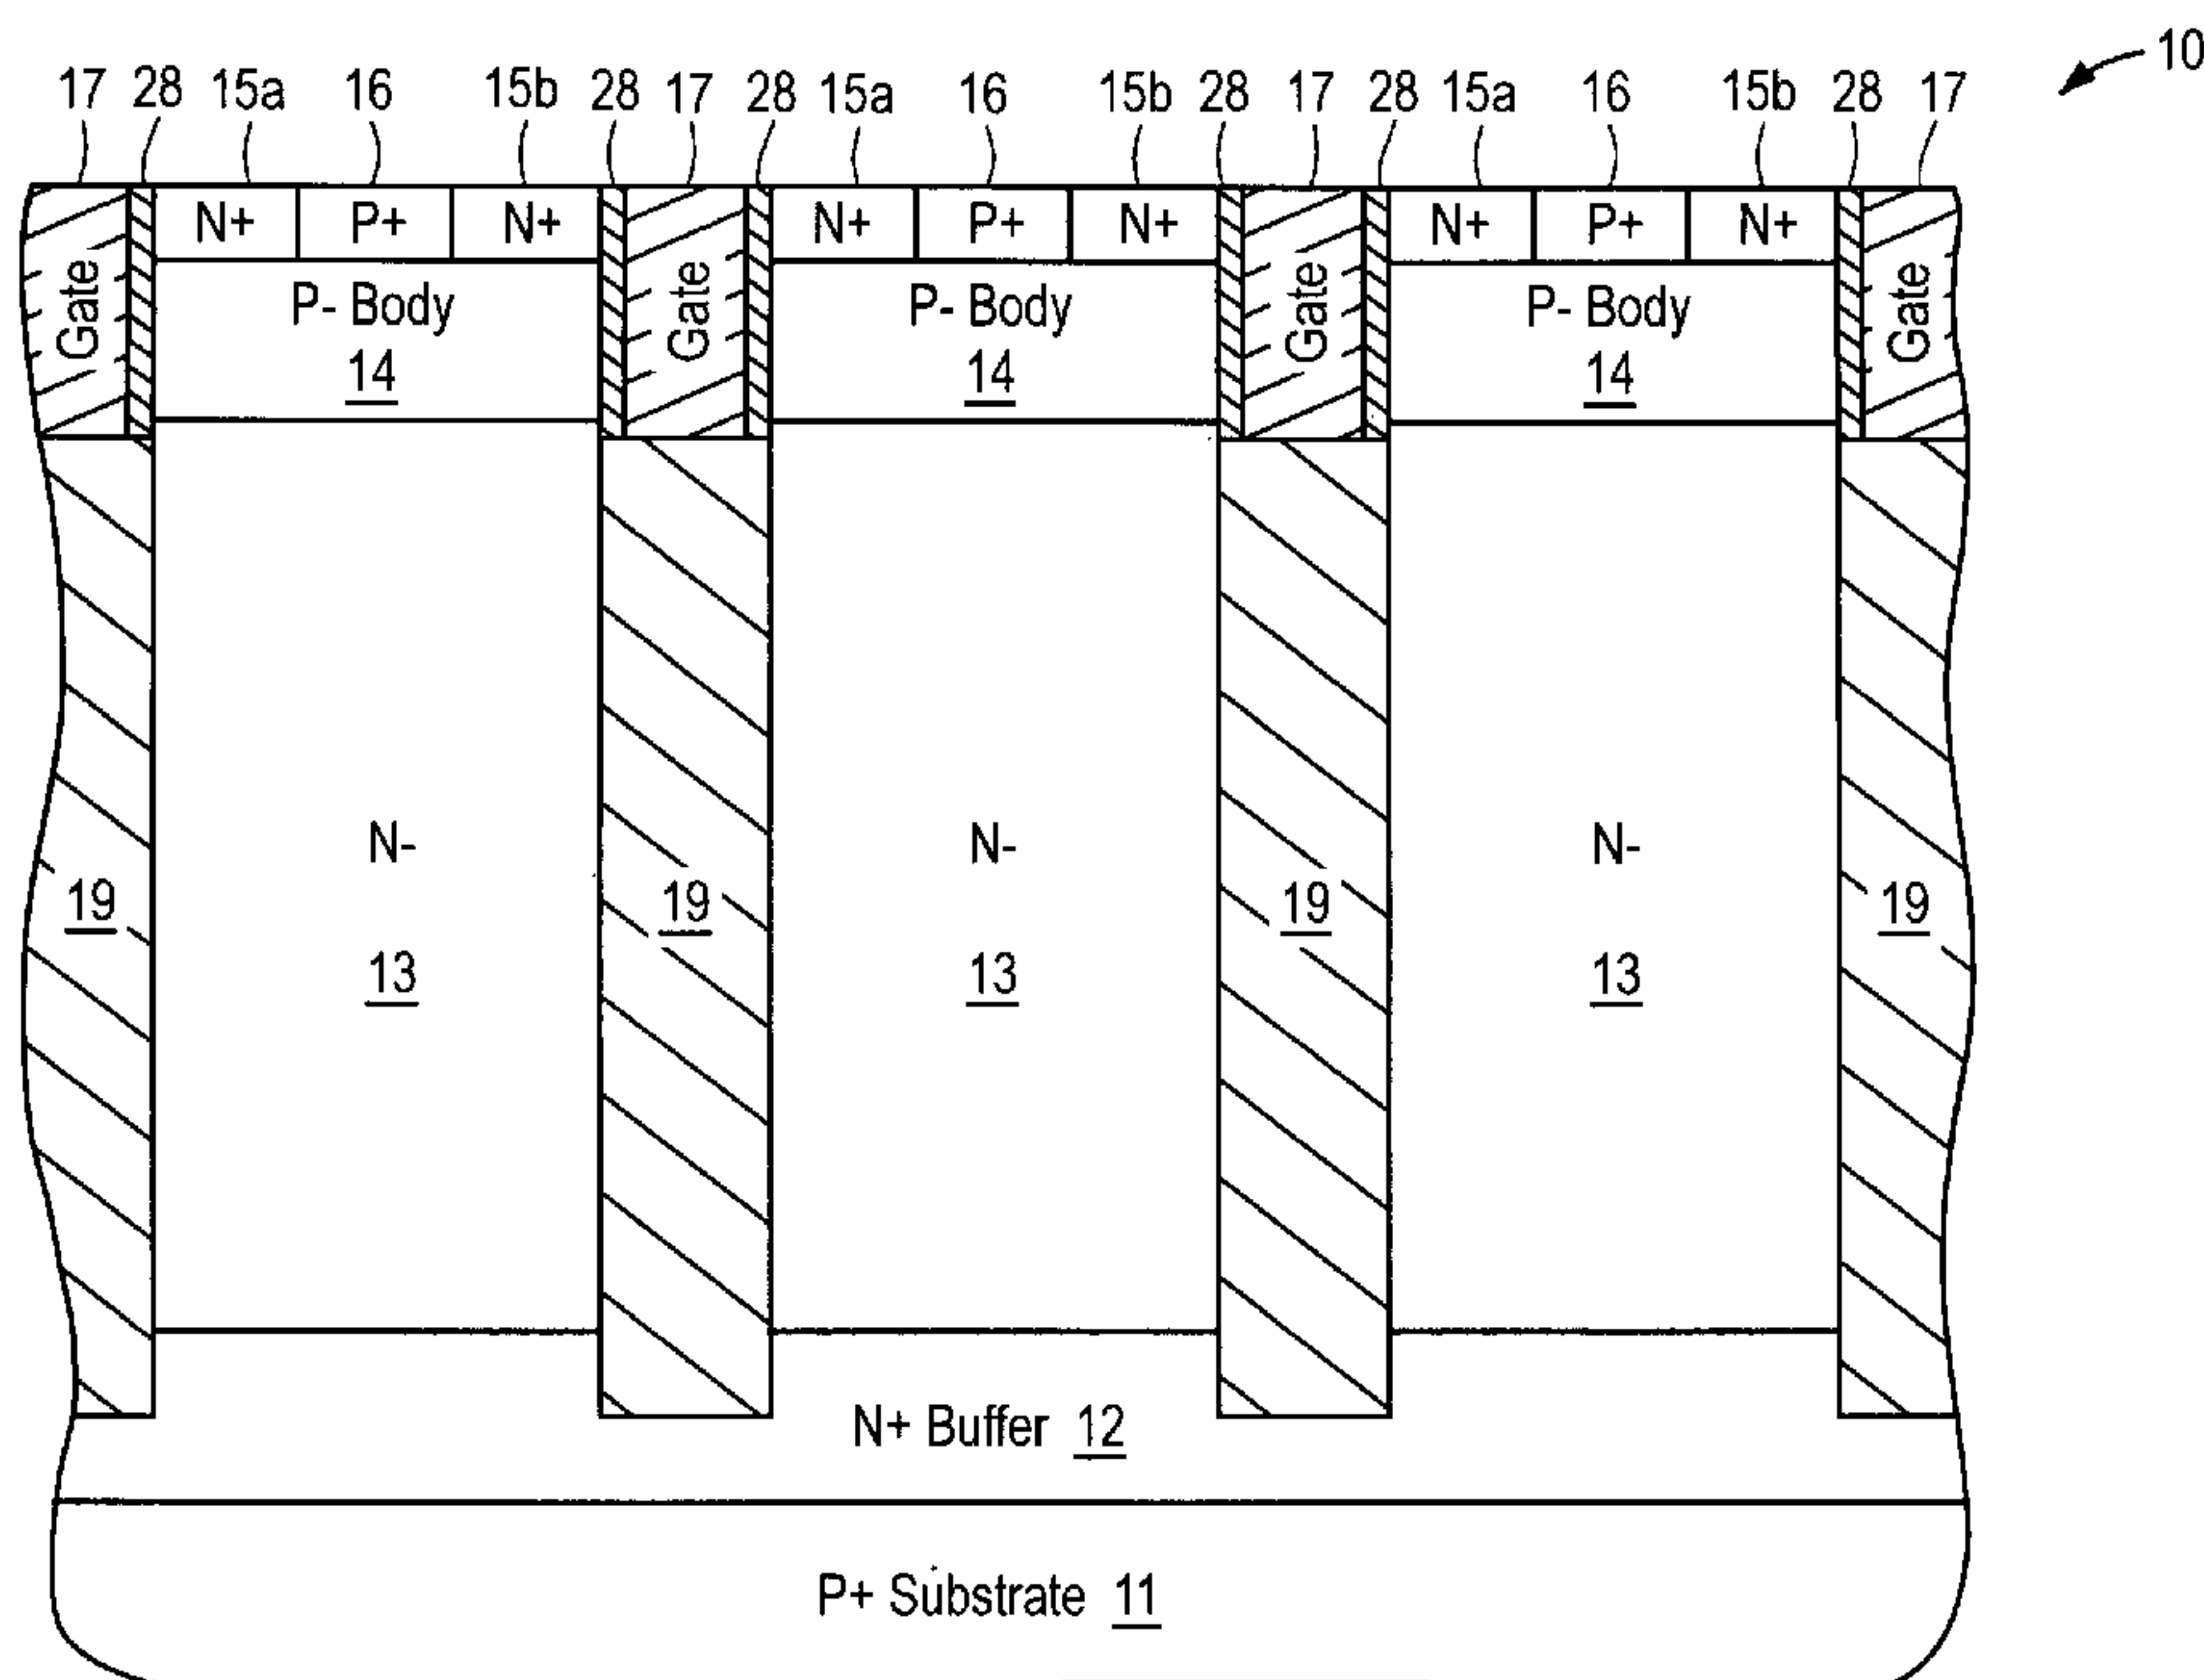 10
17 28 15a 16 15b 28 17 28 15a 16 15b 28 17 28 15a 16 15b 28 17
N+ P+ N+ N+ P+ N+ N+ P+ N+
Gate P- Body Gate P- Body Gate P- Body Gate
14 14 14
N- N- N-
19 19 19 19
13 13 13
N+ Buffer 12
P+ Substrate 11